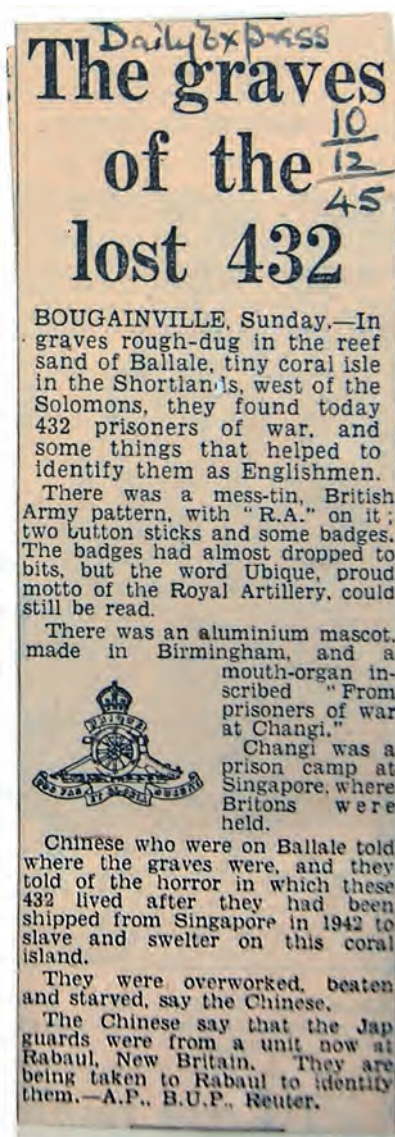 Daily Express
The graves
of the
lost 432
10
12
45
BOUGAINVILLE, Sunday.—In
graves rough-dug in the reef
sand of Ballale, tiny coral isle
in the Shortlands, west of the
Solomons, they found today
432 prisoners of war, and
some things that helped to
identify them as Englishmen.
There was a mess-tin, British
Army pattern, with "R.A." on it;
two button sticks and some badges.
The badges had almost dropped to
bits, but the word Ubique, proud
motto of the Royal Artillery, could
still be read.
There was an aluminium mascot,
made in Birmingham, and a
mouth-organ in-
scribed "From
prisoners of war
at Changi."
Changi was a
prison camp at
Singapore, where
Britons were
held.
UBIQUE
Chinese who were on Ballale told
where the graves were, and they
told of the horror in which these
432 lived after they had been
shipped from Singapore in 1942 to
slave and swelter on this coral
island.
They were overworked, beaten
and starved, say the Chinese.
The Chinese say that the Jap
guards were from a unit now at
Rabaul, New Britain. They are
being taken to Rabaul to identify
them.—A.P., B.U.P., Reuter.